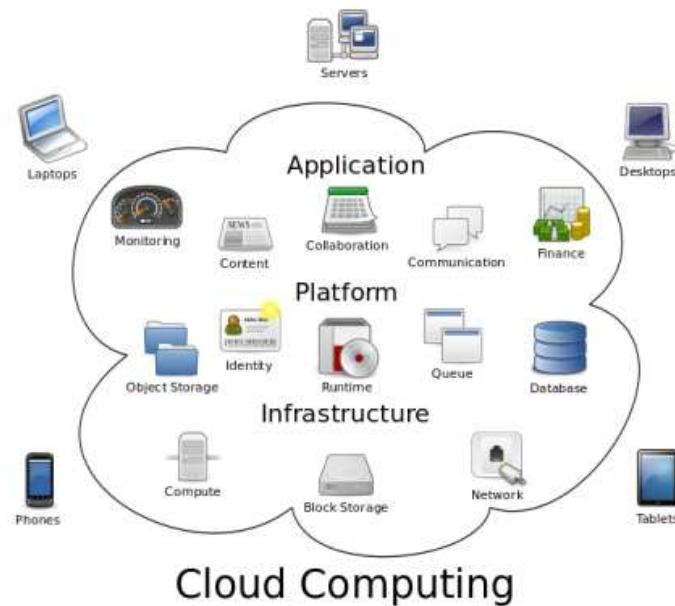 Servers
Laptops
Desktops
Application
Monitoring
NEWS
Content
Collaboration
Communication
Finance
Platform
Object Storage
Identity
Runtime
Queue
Database
Infrastructure
Compute
Block Storage
Network
Phones
Tablets
Cloud Computing